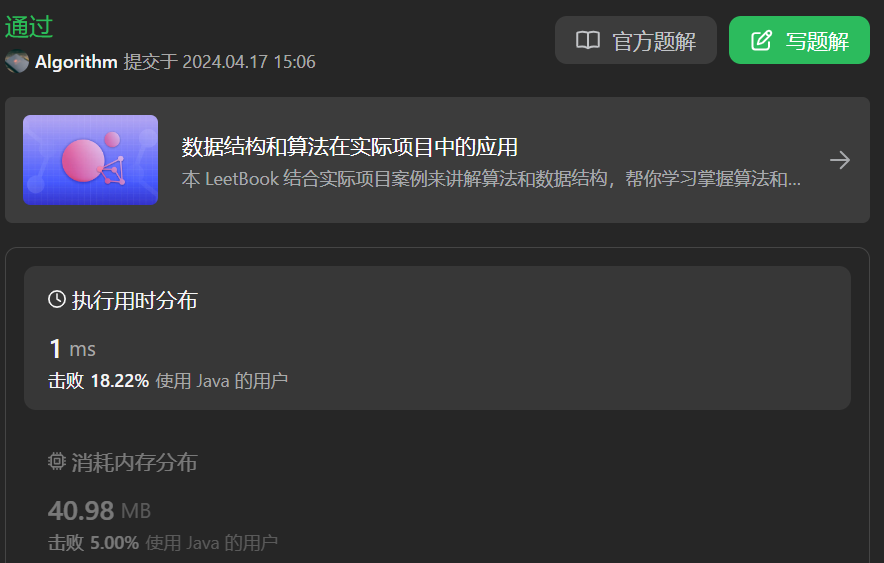 通过
官方题解
写题解
Algorithm 提交于 2024.04.17 15:06
数据结构和算法在实际项目中的应用
本 LeetBook 结合实际项目案例来讲解算法和数据结构，帮你学习掌握算法和...
执行用时分布
1 ms
击败 18.22% 使用 Java 的用户
消耗内存分布
40.98 MB
击败 5.00% 使用 Java 的用户